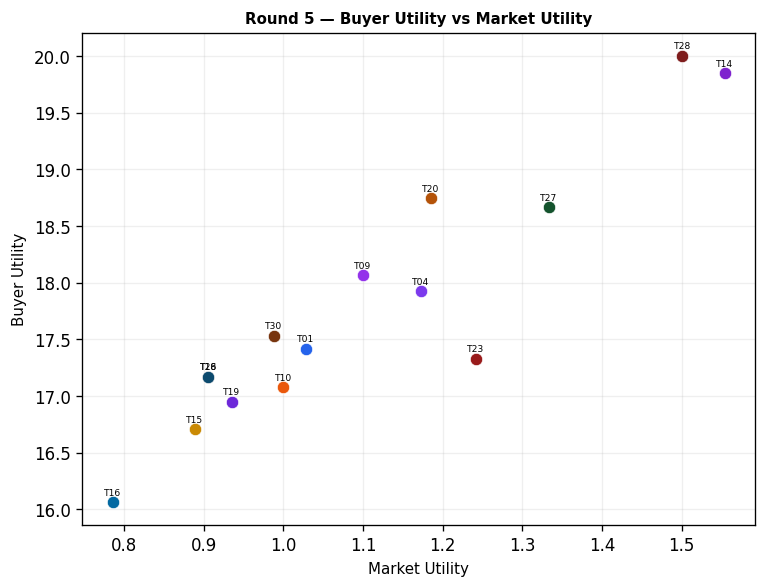 Round 5 — Buyer Utility vs Market Utility
T28
T14
T20
T27
T09
T04
T30
T01
T23
T10
T19
T15
T16
20.0
19.5
19.0
18.5
18.0
17.5
17.0
16.5
16.0
Buyer Utility
0.8 0.9 1.0 1.1 1.2 1.3 1.4 1.5
Market Utility